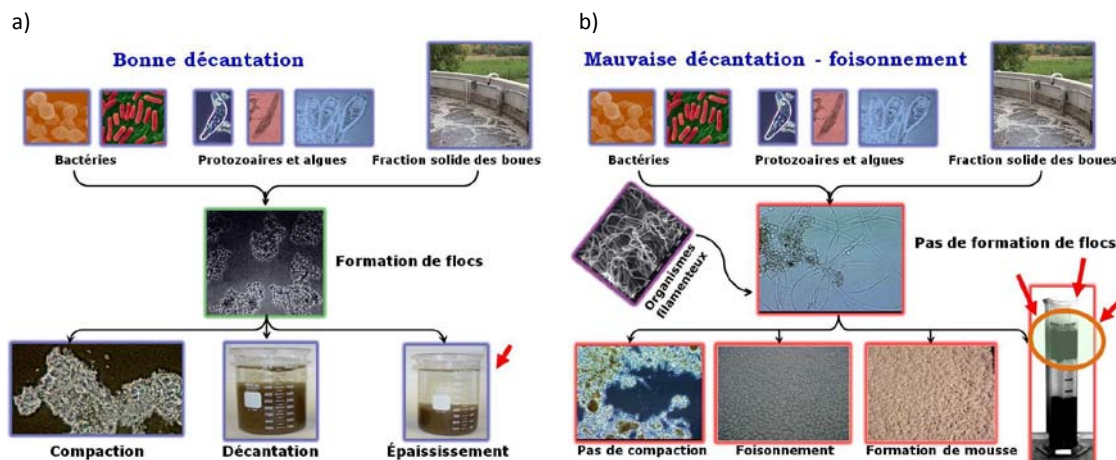 a)
Bonne décantation
Bactéries
Protozoaires et algues
Fraction solide des boues
Formation de flocs
Compaction
Décantation
Épaississement
b)
Mauvaise décantation - foisonnement
Bactéries
Protozoaires et algues
Fraction solide des boues
Organismes
filamenteux
Pas de formation de flocs
Pas de compaction
Foisonnement
Formation de mousse